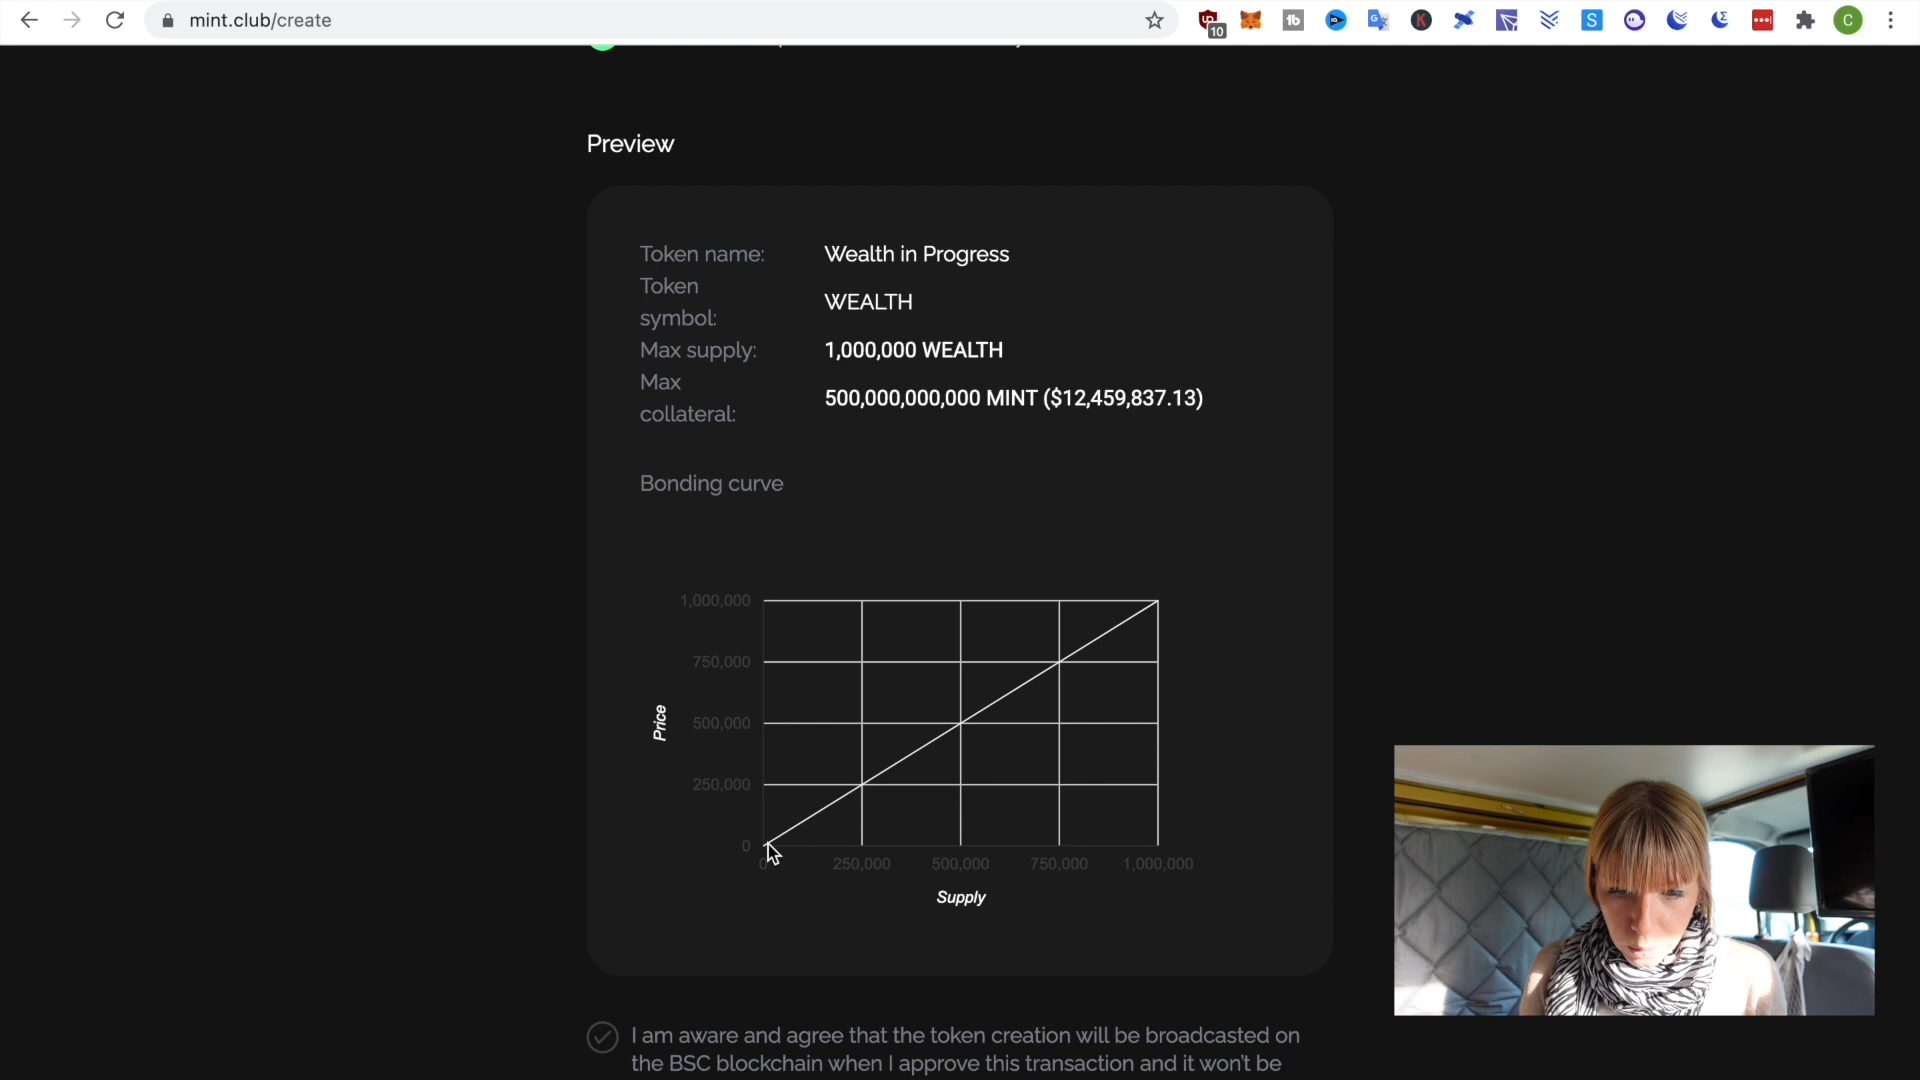 mint.club/create
10
Preview
Token name: Wealth in Progress
Token symbol: WEALTH
Max supply: 1,000,000 WEALTH
Max collateral: 500,000,000,000 MINT ($12,459,837.13)
Bonding curve
1,000,000
750,000
500,000
250,000
0
Price
0 250,000 500,000 750,000 1,000,000
Supply
I am aware and agree that the token creation will be broadcasted on
the BSC blockchain when I approve this transaction and it won't be